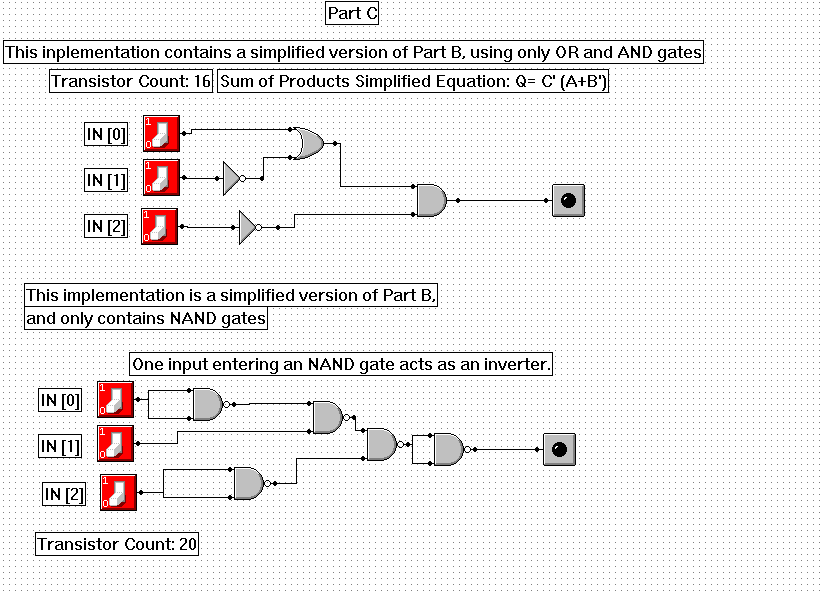 Part C
This inplementation contains a simplified version of Part B, using only OR and AND gates
Transistor Count: 16 Sum of Products Simplified Equation: Q= C' (A+B')
IN [0]
1
0
IN [1]
1
0
IN [2]
1
0
This implementation is a simplified version of Part B,
and only contains NAND gates
One input entering an NAND gate acts as an inverter.
IN [0]
1
0
IN [1]
1
0
IN [2]
1
0
Transistor Count: 20